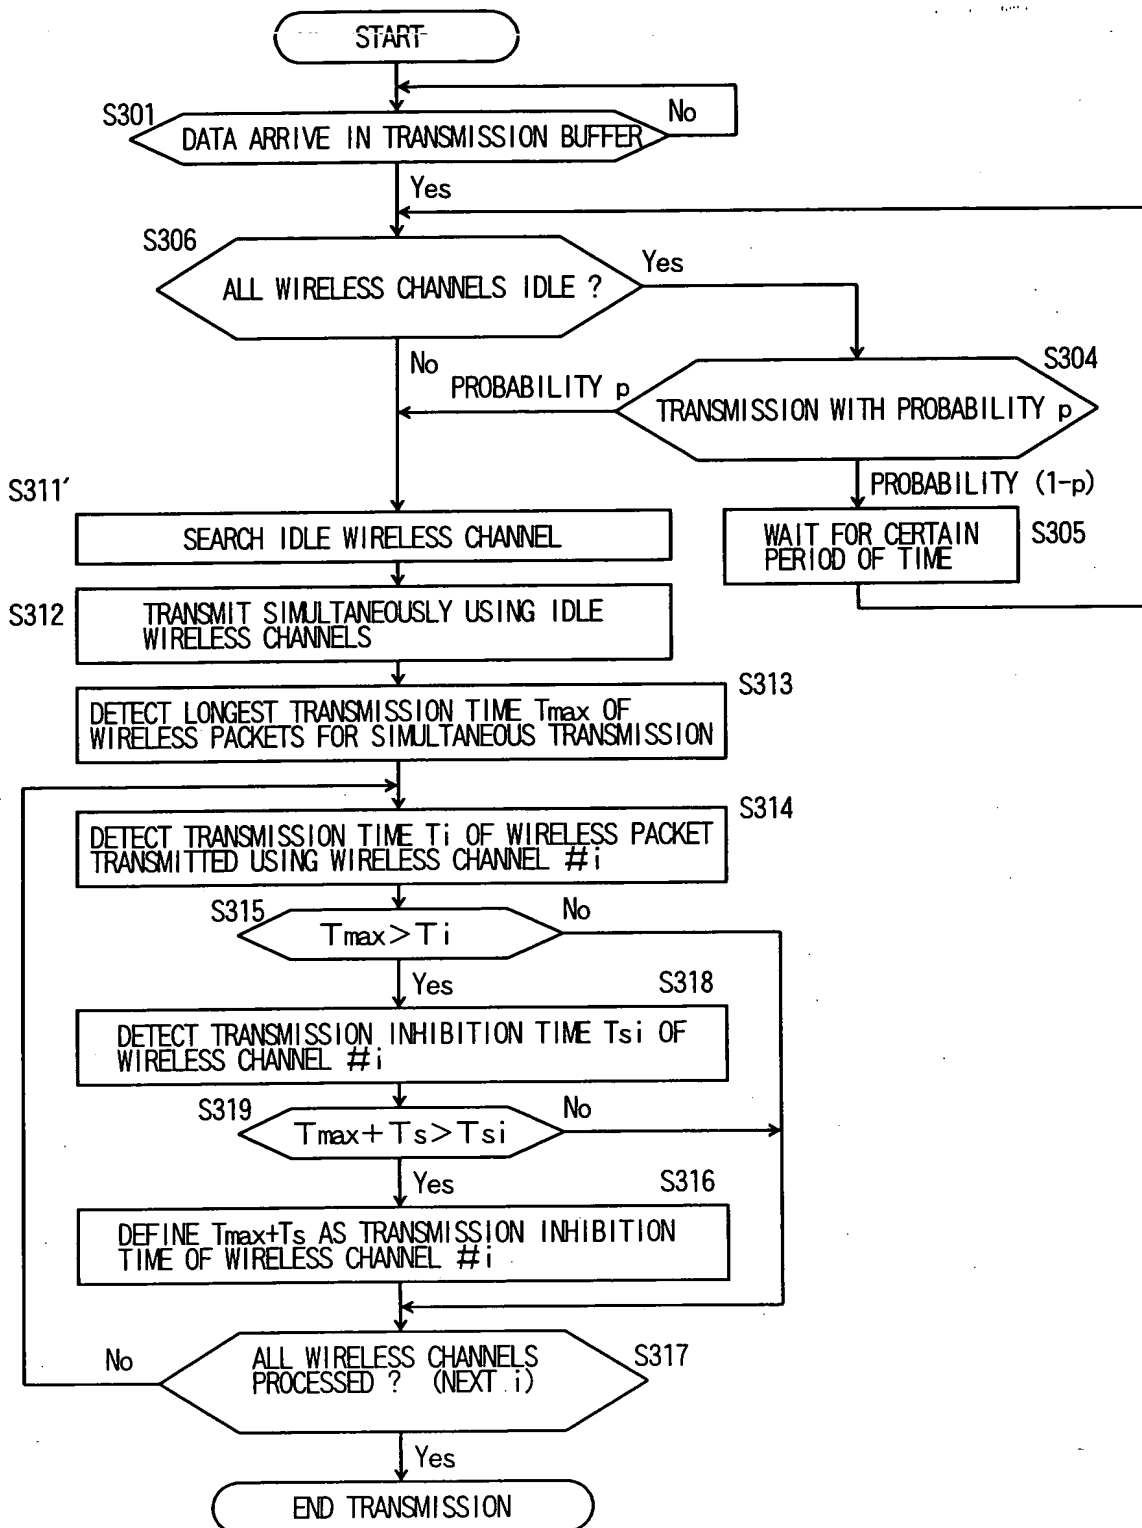 START
S301
DATA ARRIVE IN TRANSMISSION BUFFER
No
Yes
S306
ALL WIRELESS CHANNELS IDLE ?
Yes
No
S304
PROBABILITY p
TRANSMISSION WITH PROBABILITY p
PROBABILITY (1-p)
S311′
SEARCH IDLE WIRELESS CHANNEL
WAIT FOR CERTAIN
PERIOD OF TIME
S305
S312
TRANSMIT SIMULTANEOUSLY USING IDLE
WIRELESS CHANNELS
S313
DETECT LONGEST TRANSMISSION TIME Tmax OF
WIRELESS PACKETS FOR SIMULTANEOUS TRANSMISSION
S314
DETECT TRANSMISSION TIME Ti OF WIRELESS PACKET
TRANSMITTED USING WIRELESS CHANNEL #i
S315
Tmax>Ti
No
Yes
S318
DETECT TRANSMISSION INHIBITION TIME Tsi OF
WIRELESS CHANNEL #i
S319
Tmax+Ts>Tsi
No
Yes
S316
DEFINE Tmax+Ts AS TRANSMISSION INHIBITION
TIME OF WIRELESS CHANNEL #i
No
ALL WIRELESS CHANNELS
PROCESSED ? (NEXT i)
S317
Yes
END TRANSMISSION